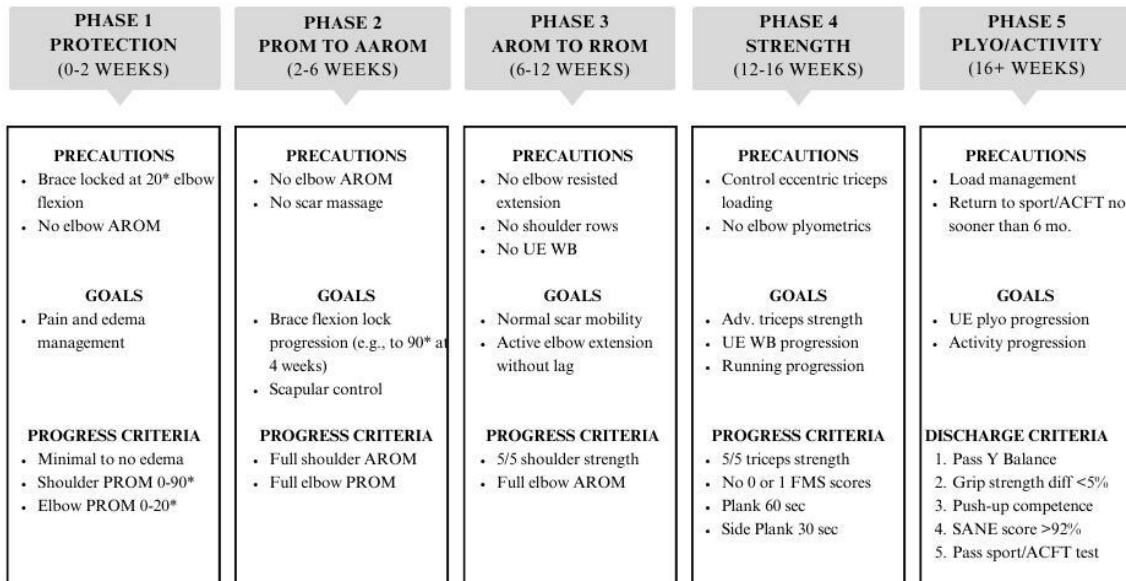 PHASE 1
PROTECTION
(0-2 WEEKS)
PRECAUTIONS
• Brace locked at 20* elbow
flexion
• No elbow AROM
GOALS
• Pain and edema
management
PROGRESS CRITERIA
• Minimal to no edema
• Shoulder PROM 0-90*
• Elbow PROM 0-20*
PHASE 2
PROM TO AAROM
(2-6 WEEKS)
PRECAUTIONS
• No elbow AROM
• No scar massage
GOALS
• Brace flexion lock
progression (e.g., to 90* at
4 weeks)
• Scapular control
PROGRESS CRITERIA
• Full shoulder AROM
• Full elbow PROM
PHASE 3
AROM TO RROM
(6-12 WEEKS)
PRECAUTIONS
• No elbow resisted
extension
• No shoulder rows
• No UE WB
GOALS
• Normal scar mobility
• Active elbow extension
without lag
PROGRESS CRITERIA
• 5/5 shoulder strength
• Full elbow AROM
PHASE 4
STRENGTH
(12-16 WEEKS)
PRECAUTIONS
• Control eccentric triceps
loading
• No elbow plyometrics
GOALS
• Adv. triceps strength
• UE WB progression
• Running progression
PROGRESS CRITERIA
• 5/5 triceps strength
• No 0 or 1 FMS scores
• Plank 60 sec
• Side Plank 30 sec
PHASE 5
PLYO/ACTIVITY
(16+ WEEKS)
PRECAUTIONS
• Load management
• Return to sport/ACFT no
sooner than 6 mo.
GOALS
• UE plyo progression
• Activity progression
DISCHARGE CRITERIA
1. Pass Y Balance
2. Grip strength diff <5%
3. Push-up competence
4. SANE score >92%
5. Pass sport/ACFT test